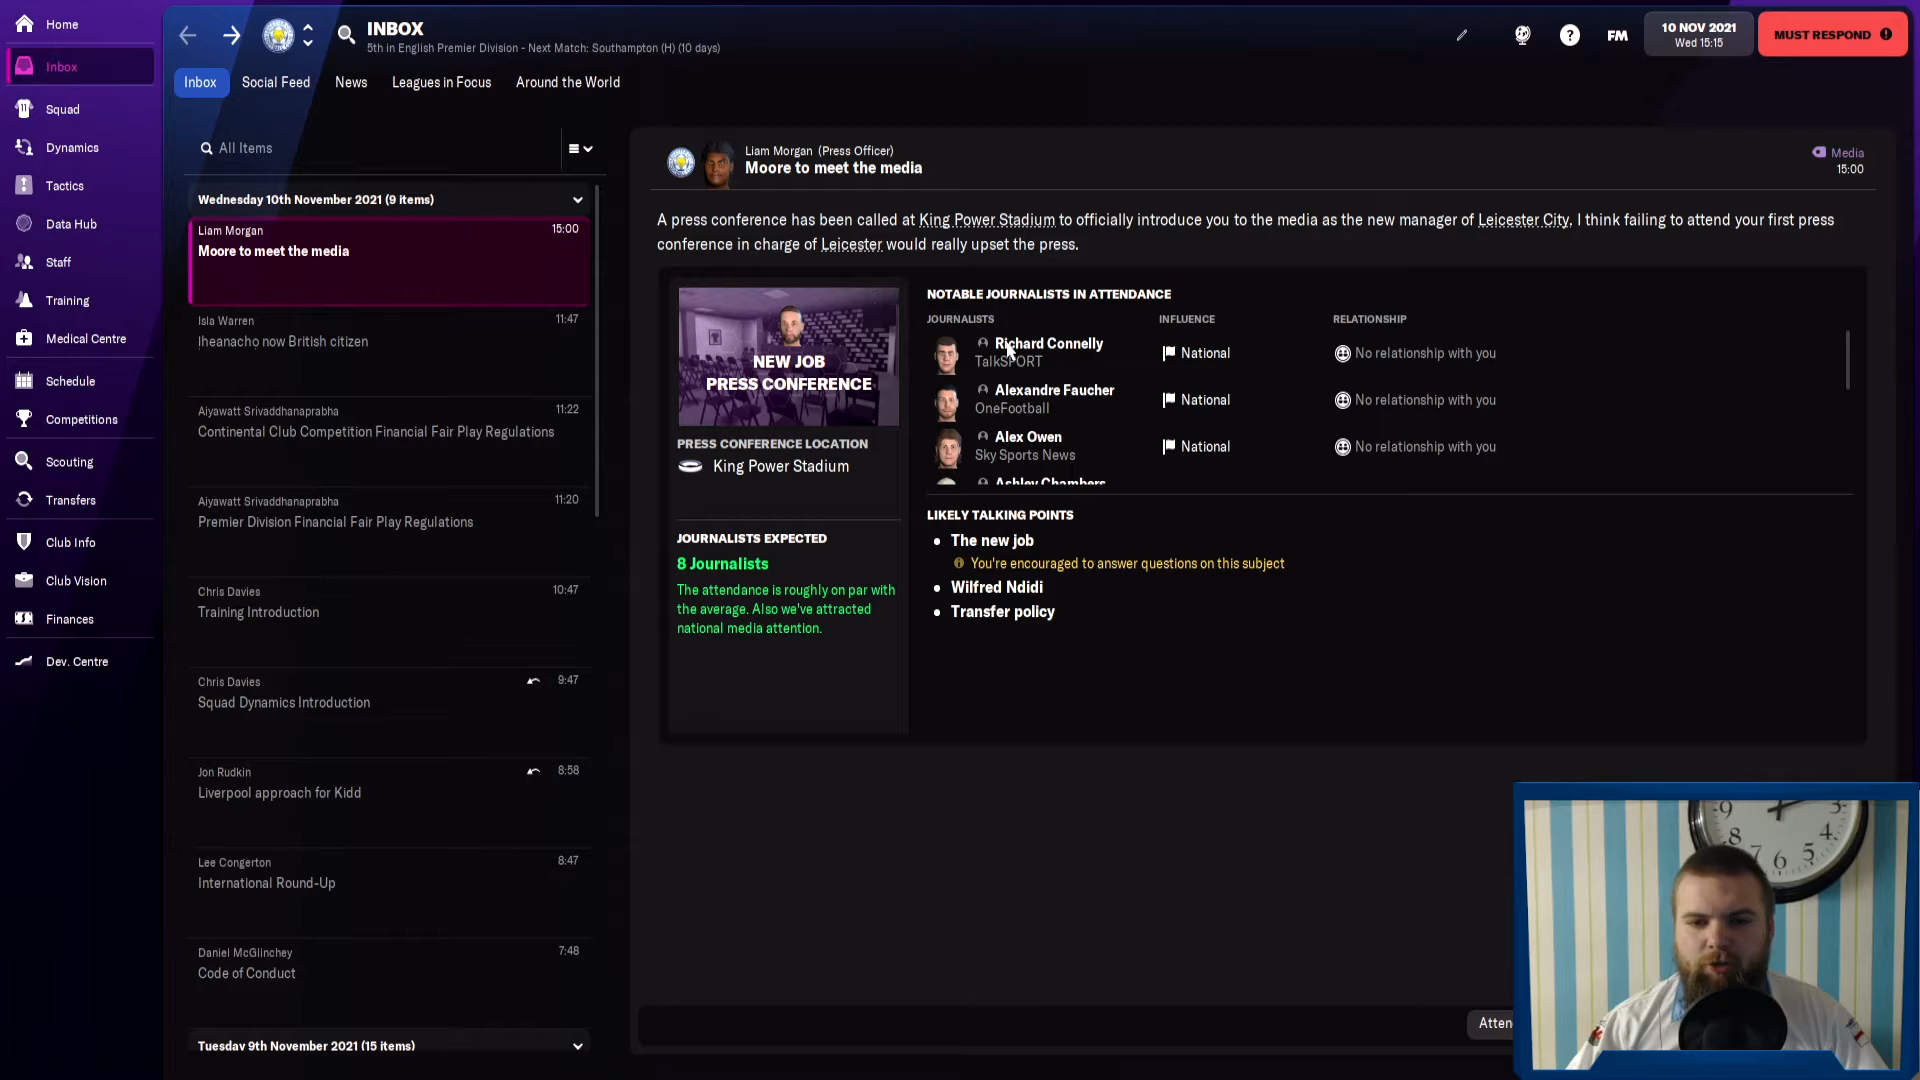 Home
Inbox
Squad
Dynamics
Tactics
Data Hub
Staff
Training
Medical Centre
Schedule
Competitions
Scouting
Transfers
Club Info
Club Vision
Finances
Dev. Centre
INBOX
5th in English Premier Division - Next Match: Southampton (H) (10 days)
FM
10 NOV 2021
Wed 15:15
MUST RESPOND
Inbox
Social Feed
News
Leagues in Focus
Around the World
All Items
Wednesday 10th November 2021 (9 items)
Liam Morgan 15:00
Moore to meet the media
Isla Warren 11:47
Iheanacho now British citizen
Aiyawatt Srivaddhanaprabha 11:22
Continental Club Competition Financial Fair Play Regulations
Aiyawatt Srivaddhanaprabha 11:20
Premier Division Financial Fair Play Regulations
Chris Davies 10:47
Training Introduction
Chris Davies 9:47
Squad Dynamics Introduction
Jon Rudkin 8:58
Liverpool approach for Kidd
Lee Congerton 8:47
International Round-Up
Daniel McGlinchey 7:48
Code of Conduct
Tuesday 9th November 2021 (15 items)
Liam Morgan (Press Officer)
Moore to meet the media
Media
15:00
A press conference has been called at King Power Stadium to officially introduce you to the media as the new manager of Leicester City. I think failing to attend your first press
conference in charge of Leicester would really upset the press.
NEW JOB
PRESS CONFERENCE
PRESS CONFERENCE LOCATION
King Power Stadium
JOURNALISTS EXPECTED
8 Journalists
The attendance is roughly on par with
the average. Also we've attracted
national media attention.
NOTABLE JOURNALISTS IN ATTENDANCE
JOURNALISTS INFLUENCE RELATIONSHIP
Richard Connelly
TalkSPORT
National
No relationship with you
Alexandre Faucher
OneFootball
National
No relationship with you
Alex Owen
Sky Sports News
National
No relationship with you
Ashley Chambers
LIKELY TALKING POINTS
The new job
You're encouraged to answer questions on this subject
Wilfred Ndidi
Transfer policy
Atten
9 3 8 4 7 6 5